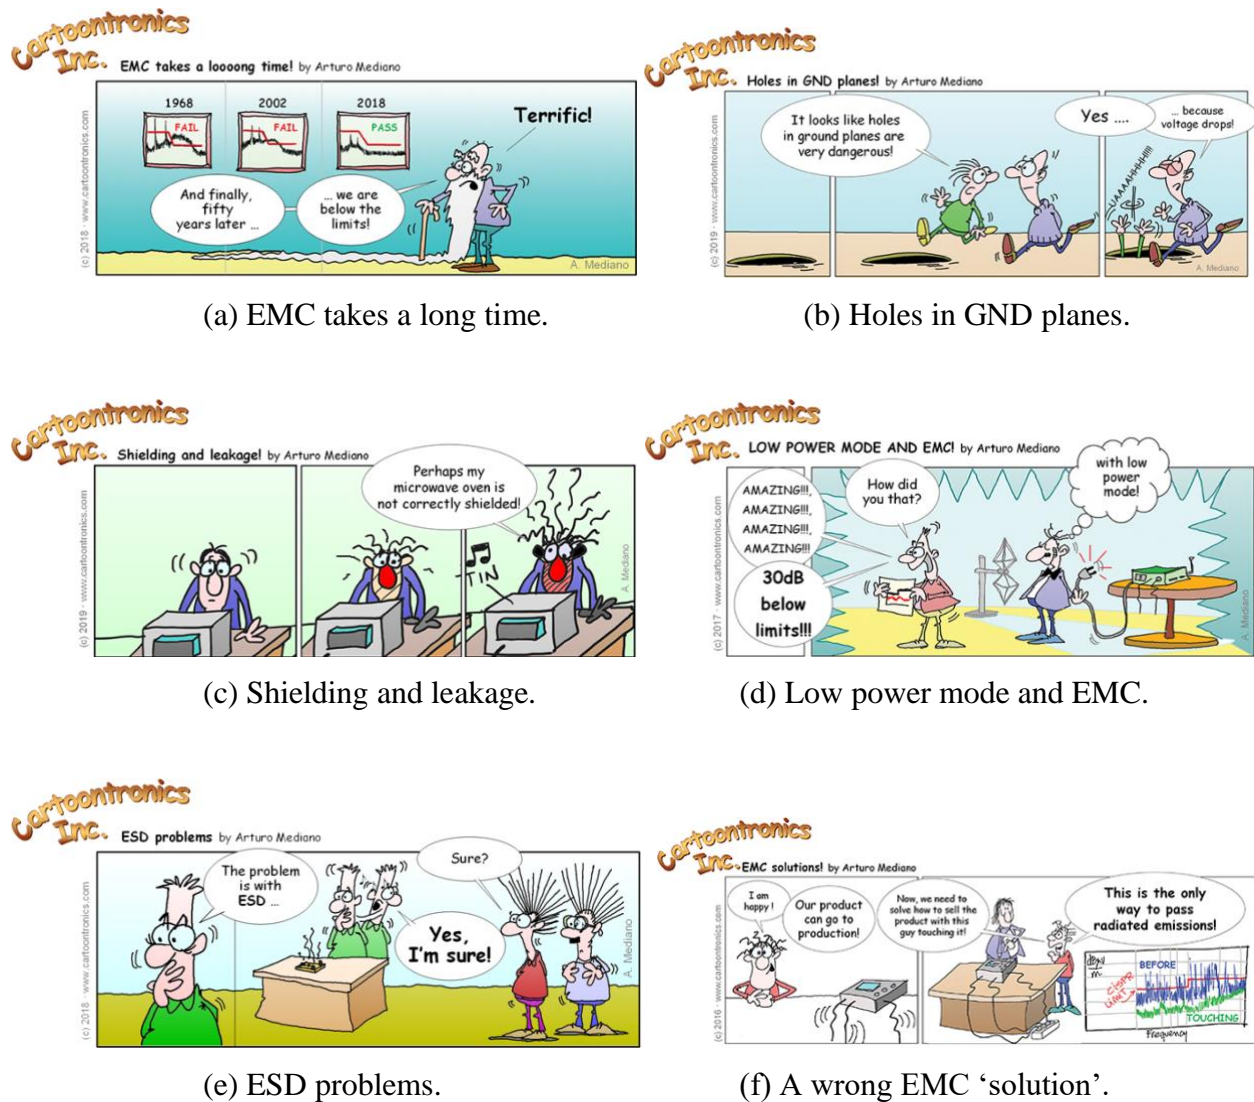 Cartoontronics
Inc.
EMC takes a loooong time! by Arturo Mediano
(c) 2018 · www.cartoontronics.com
1968
FAIL
2002
FAIL
2018
PASS
Terrific!
And finally,
fifty
years later ...
... we are
below the
limits!
A. Mediano
(a) EMC takes a long time.
Cartoontronics
Inc.
Holes in GND planes! by Arturo Mediano
(c) 2019 · www.cartoontronics.com
It looks like holes
in ground planes are
very dangerous!
Yes ....
... because
voltage drops!
UAAAAHHHH!!!!
A. Mediano
(b) Holes in GND planes.
Cartoontronics
Inc.
Shielding and leakage! by Arturo Mediano
(c) 2019 · www.cartoontronics.com
Perhaps my
microwave oven is
not correctly shielded!
TIN
A. Mediano
(c) Shielding and leakage.
Cartoontronics
Inc.
LOW POWER MODE AND EMC! by Arturo Mediano
(c) 2017 · www.cartoontronics.com
AMAZING!!!,
AMAZING!!!,
AMAZING!!!,
AMAZING!!!
30dB
below
limits!!!
How did
you that?
with low
power
mode!
A. Mediano
(d) Low power mode and EMC.
Cartoontronics
Inc.
ESD problems by Arturo Mediano
(c) 2018 · www.cartoontronics.com
The problem
is with
ESD ...
Yes,
I'm sure!
Sure?
A. Mediano
(e) ESD problems.
Cartoontronics
Inc.
EMC solutions! by Arturo Mediano
(c) 2016 · www.cartoontronics.com
I am
happy !
Our product
can go to
production!
Now, we need to
solve how to sell the
product with this
guy touching it!
This is the only
way to pass
radiated emissions!
dBµV
m
BEFORE
CISPR
LIMIT
TOUCHING
Frequency
(f) A wrong EMC ‘solution’.